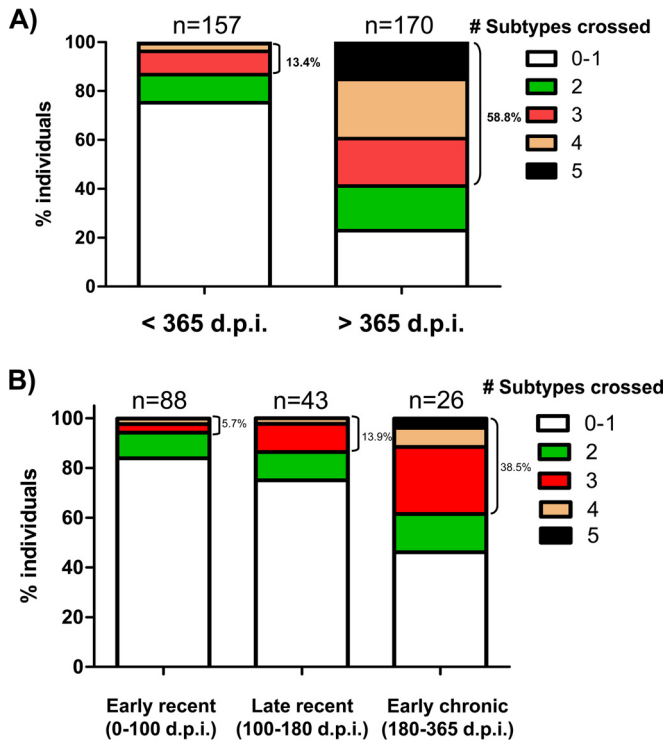 A)
n=157
n=170
# Subtypes crossed
0-1
2
3
4
5
100
80
60
40
20
0
% individuals
13.4%
58.8%
< 365 d.p.i.
> 365 d.p.i.
B)
n=88
n=43
n=26
# Subtypes crossed
0-1
2
3
4
5
100
80
60
40
20
0
% individuals
5.7%
13.9%
38.5%
Early recent
(0-100 d.p.i.)
Late recent
(100-180 d.p.i.)
Early chronic
(180-365 d.p.i.)